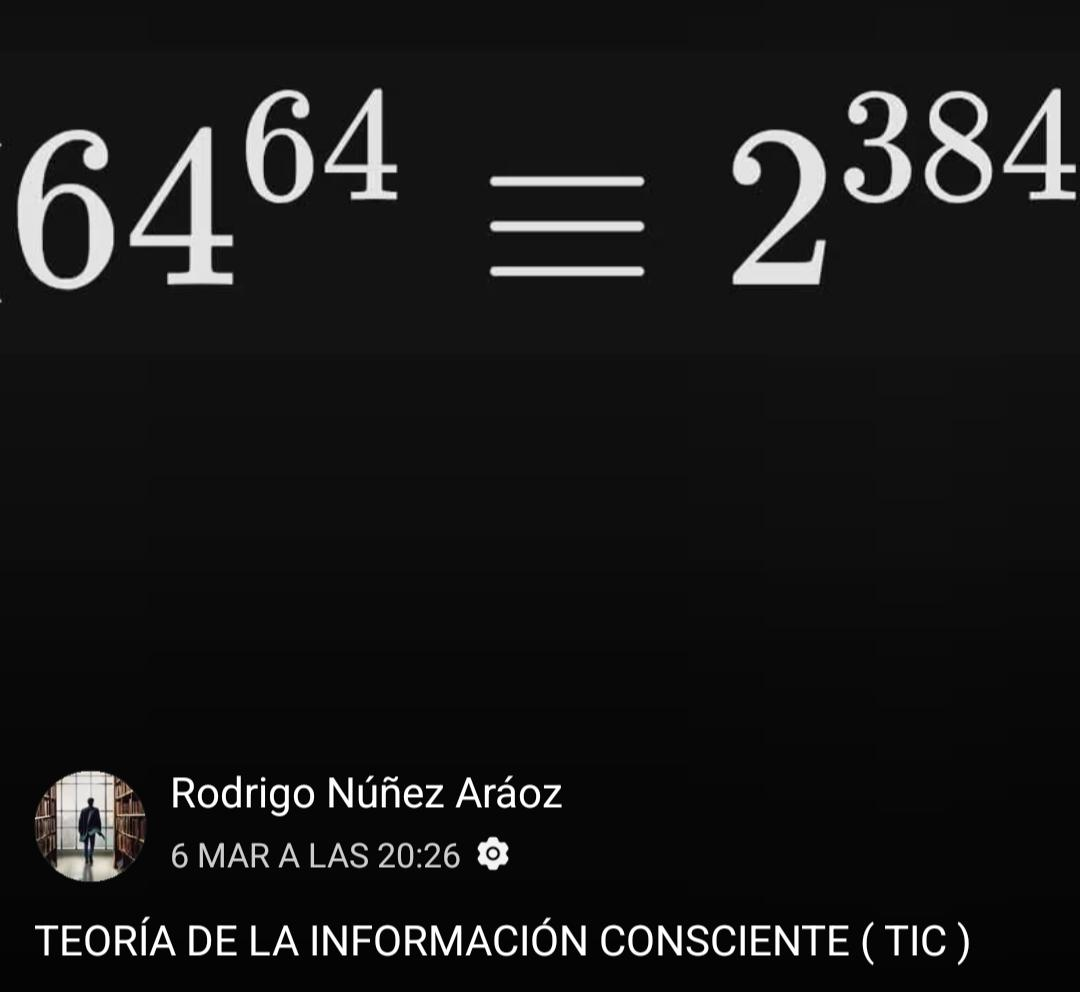 64^64 ≡ 2^384
Rodrigo Núñez Aráoz
6 MAR A LAS 20:26
TEORÍA DE LA INFORMACIÓN CONSCIENTE ( TIC )